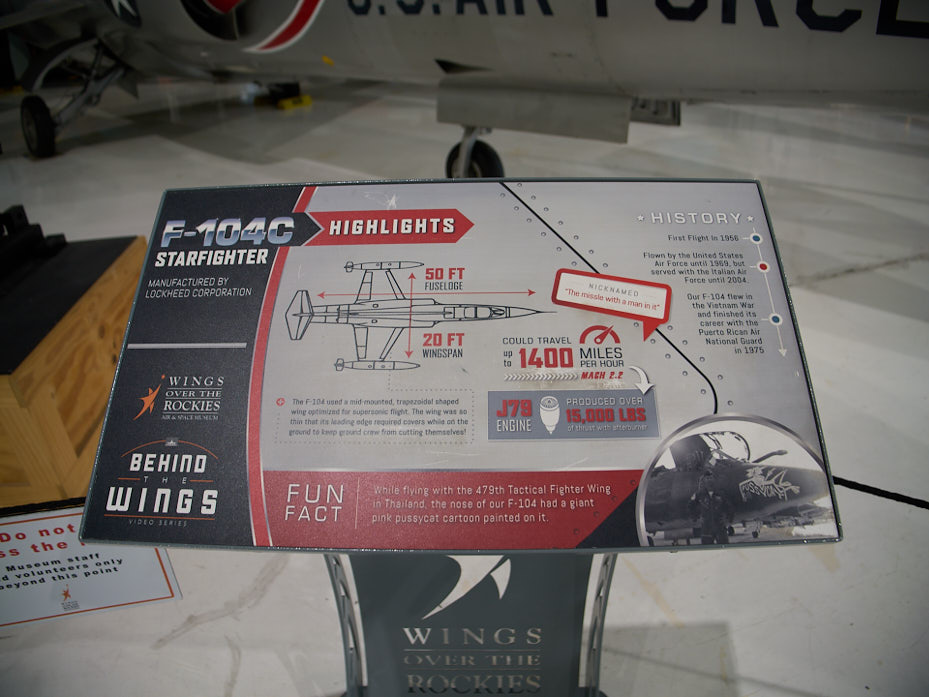 U.S. AIR FORCE
F-104C
STARFIGHTER
MANUFACTURED BY
LOCKHEED CORPORATION
WINGS
OVER THE
ROCKIES
AIR & SPACE MUSEUM
BEHIND
THE
WINGS
VIDEO SERIES
HIGHLIGHTS
50 FT
FUSELOGE
20 FT
WINGSPAN
NICKNAMED
"The missle with a man in it"
COULD TRAVEL
up
to
1400
MILES
PER HOUR
MACH 2.2
The F-104 used a mid-mounted, trapezoidal shaped
wing optimized for supersonic flight. The wing was so
thin that its leading edge required covers while on the
ground to keep ground crew from cutting themselves!
J79
ENGINE
PRODUCED OVER
15,000 LBS
of thrust with afterburner
HISTORY
First Flight in 1956
Flown by the United States
Air Force until 1969, but
served with the Italian Air
Force until 2004.
Our F-104 flew in
the Vietnam War
and finished its
career with the
Puerto Rican Air
National Guard
in 1975
FUN
FACT
While flying with the 479th Tactical Fighter Wing
in Thailand, the nose of our F-104 had a giant
pink pussycat cartoon painted on it.
Do not
ss the
Museum staff
d volunteers only
beyond this point
WINGS
OVER THE
ROCKIES